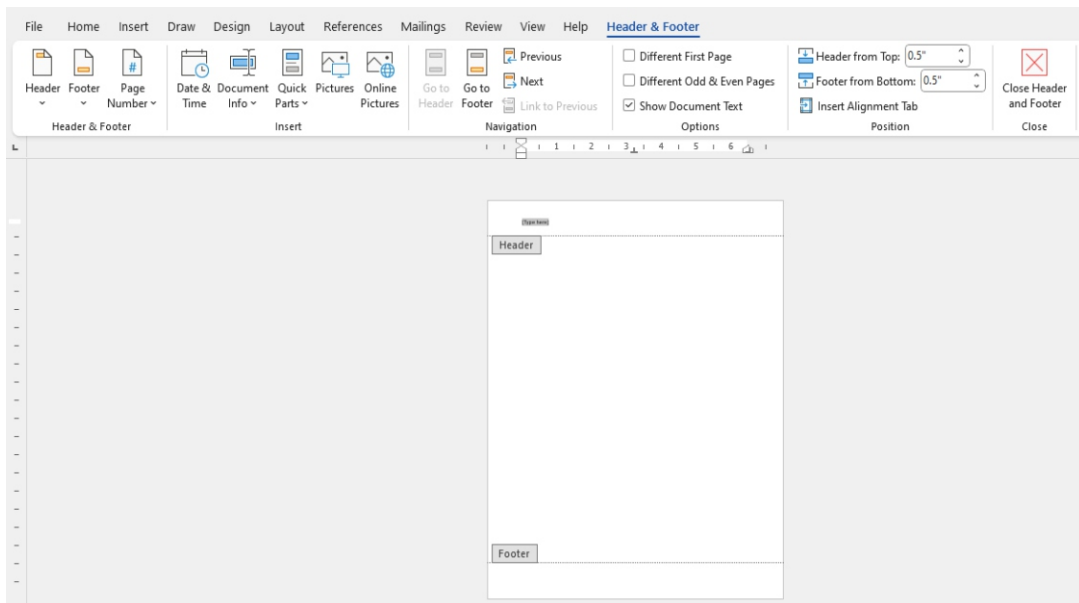 File Home Insert Draw Design Layout References Mailings Review View Help Header & Footer
Header Footer Page Number
Date & Time Document Info Quick Parts Pictures Online Pictures
Go to Header Go to Footer
Previous
Next
Link to Previous
Different First Page
Different Odd & Even Pages
Show Document Text
Header from Top: 0.5"
Footer from Bottom: 0.5"
Insert Alignment Tab
Close Header and Footer
Header & Footer Insert Navigation Options Position Close
1 2 3 4 5 6
[Type here]
Header
Footer